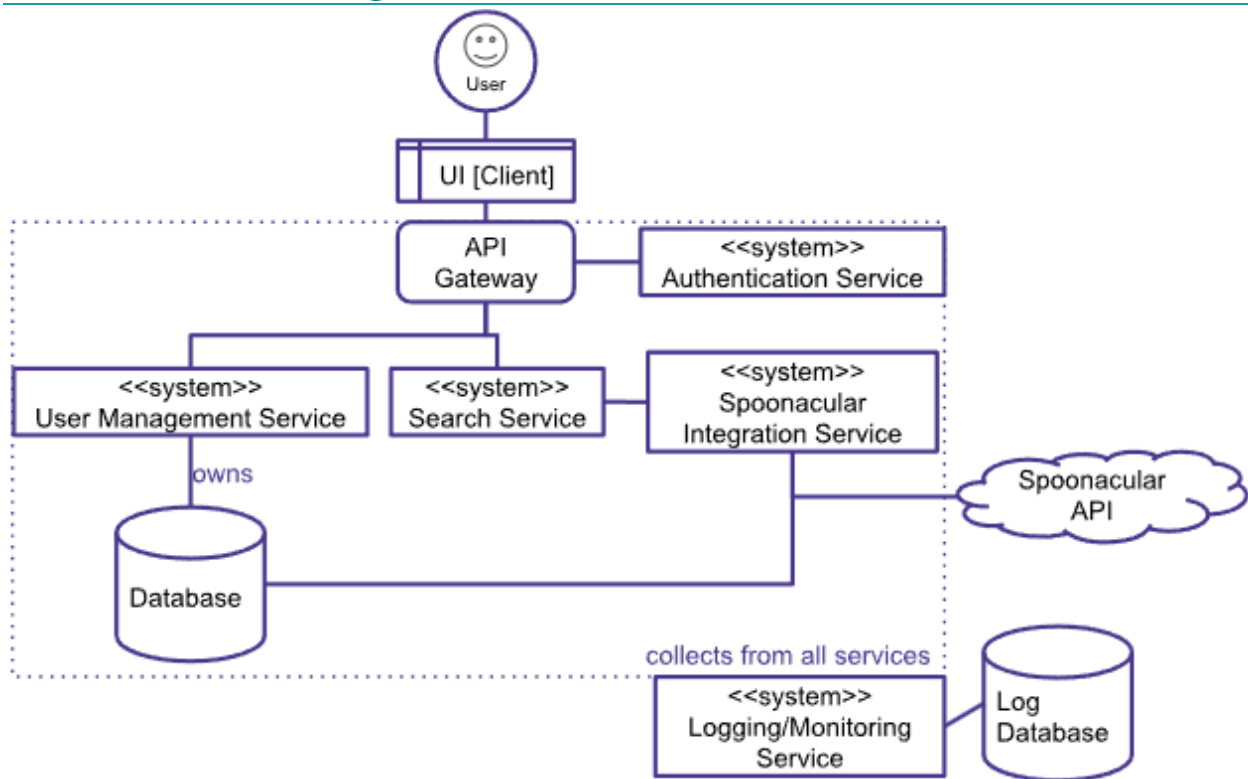 User
UI [Client]
API
Gateway
<<system>>
Authentication Service
<<system>>
User Management Service
<<system>>
Search Service
<<system>>
Spoonacular
Integration Service
owns
Spoonacular
API
Database
collects from all services
<<system>>
Logging/Monitoring
Service
Log
Database